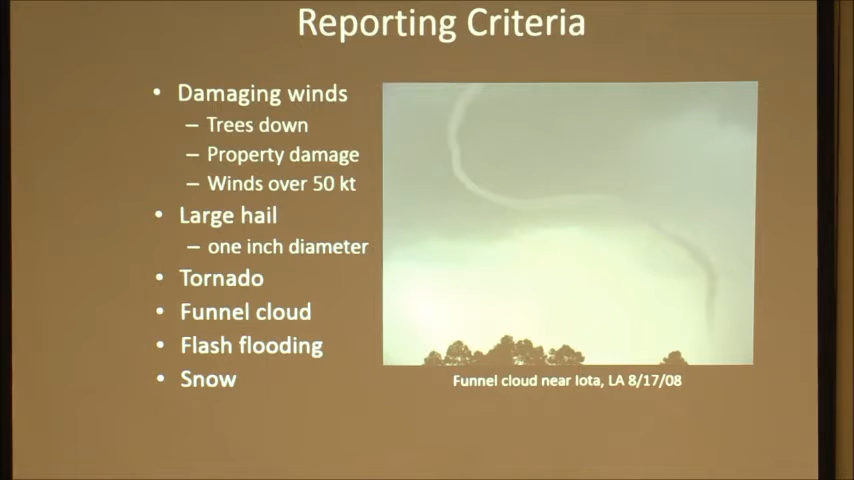 Reporting Criteria
• Damaging winds
– Trees down
– Property damage
– Winds over 50 kt
• Large hail
– one inch diameter
• Tornado
• Funnel cloud
• Flash flooding
• Snow
Funnel cloud near Iota, LA 8/17/08